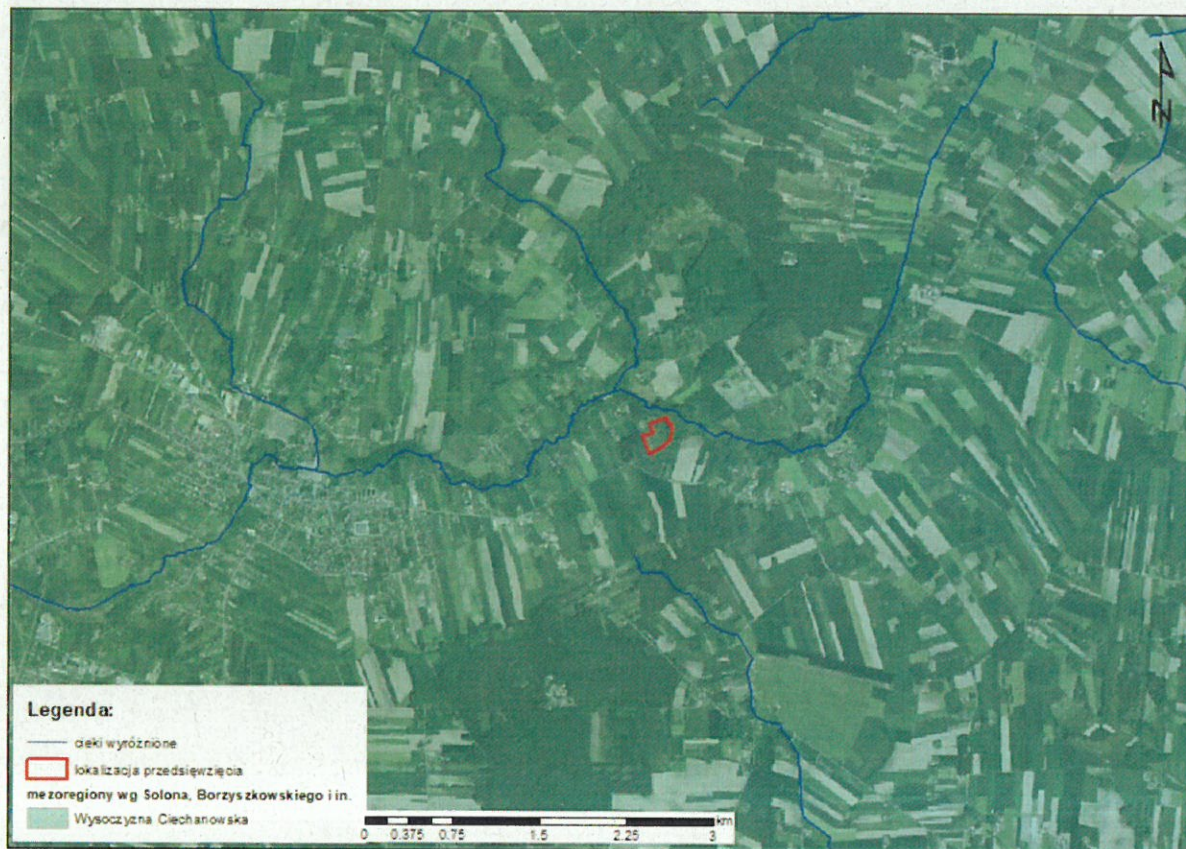 N
Legenda:
cieki wyróżnione
lokalizacja przedsięwzięcia
mezoregiony wg Solona, Borzyszkowskiego i in.
Wysoczyzna Ciechanowska
km
0 0.375 0.75 1.5 2.25 3